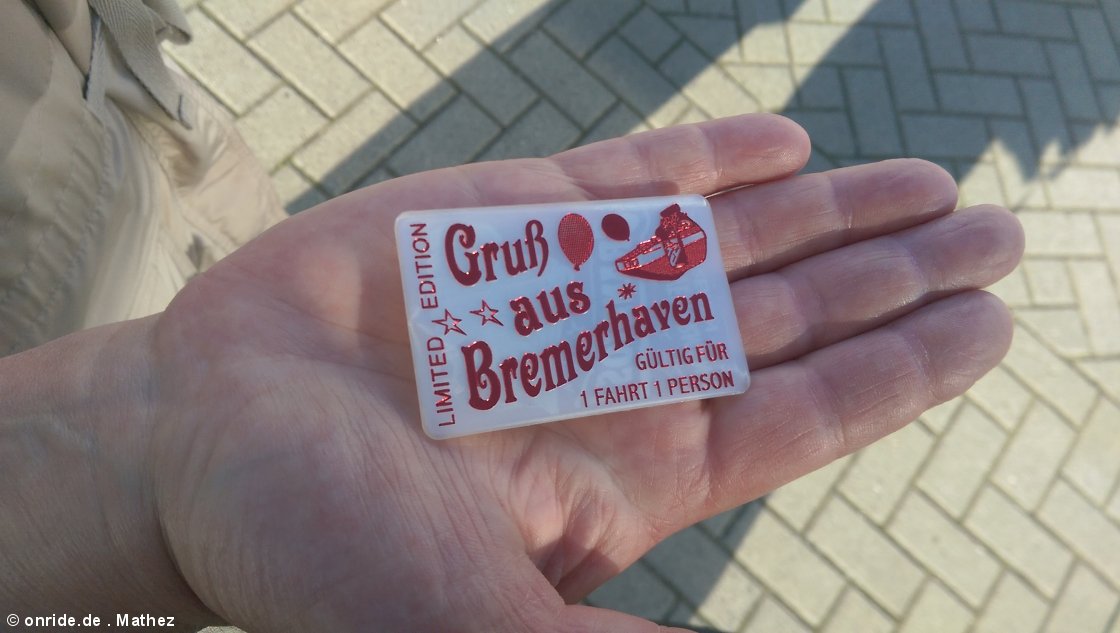 LIMITED EDITION
Gruß
aus
Bremerhaven
GÜLTIG FÜR
1 FAHRT 1 PERSON
© onride.de . Mathez